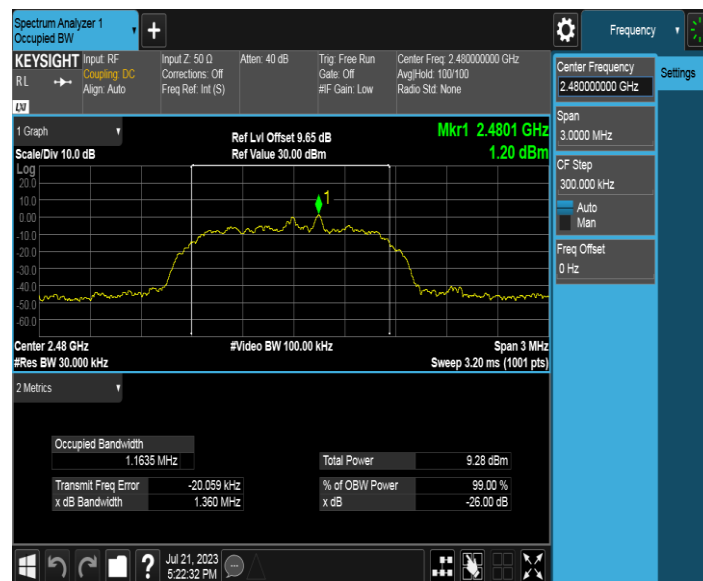 Spectrum Analyzer 1
Occupied BW
Frequency
KEYSIGHT
RL
LXI
Input: RF
Coupling: DC
Align: Auto
Input Z: 50 Ω
Corrections: Off
Freq Ref: Int (S)
Atten: 40 dB
Trig: Free Run
Gate: Off
#IF Gain: Low
Center Freq: 2.480000000 GHz
Avg|Hold: 100/100
Radio Std: None
Center Frequency
2.480000000 GHz
Settings
Span
3.0000 MHz
CF Step
300.000 kHz
Auto
Man
Freq Offset
0 Hz
1 Graph
Scale/Div 10.0 dB
Ref Lvl Offset 9.65 dB
Ref Value 30.00 dBm
Mkr1 2.4801 GHz
1.20 dBm
Log
20.0
10.0
0.00
-10.0
-20.0
-30.0
-40.0
-50.0
-60.0
1
Center 2.48 GHz
#Res BW 30.000 kHz
#Video BW 100.00 kHz
Span 3 MHz
Sweep 3.20 ms (1001 pts)
2 Metrics
Occupied Bandwidth
1.1635 MHz
Total Power 9.28 dBm
Transmit Freq Error -20.059 kHz
% of OBW Power 99.00 %
x dB Bandwidth 1.360 MHz
x dB -26.00 dB
?
Jul 21, 2023
5:22:32 PM